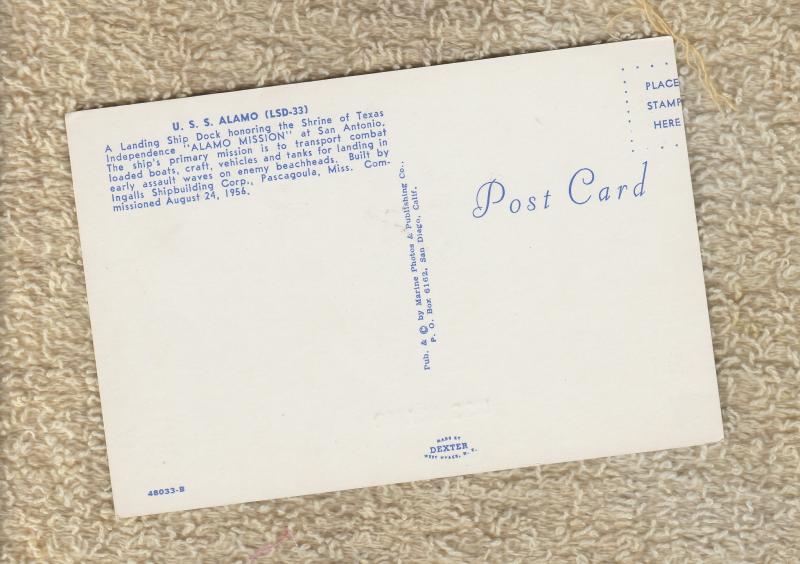 U. S. S. ALAMO (LSD-33)
A Landing Ship Dock honoring the Shrine of Texas
Independence "ALAMO MISSION" at San Antonio.
The ship's primary mission is to transport combat
loaded boats, craft, vehicles and tanks for landing in
early assault waves on enemy beachheads. Built by
Ingalls Shipbuilding Corp., Pascagoula, Miss. Com-
missioned August 24, 1956.
Pub. & © by Marine Photos & Publishing Co.,
P. O. Box 6162, San Diego, Calif.
PLACE
STAMP
HERE
Post Card
MADE BY
DEXTER
WEST NYACK, N. Y.
48033-B